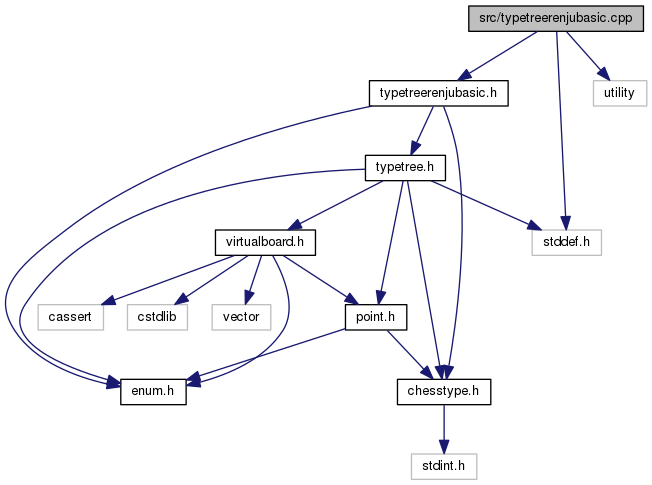 src/typetreerenjubasic.cpp
typetreerenjubasic.h
utility
typetree.h
virtualboard.h
stddef.h
cassert
cstdlib
vector
point.h
enum.h
chesstype.h
stdint.h